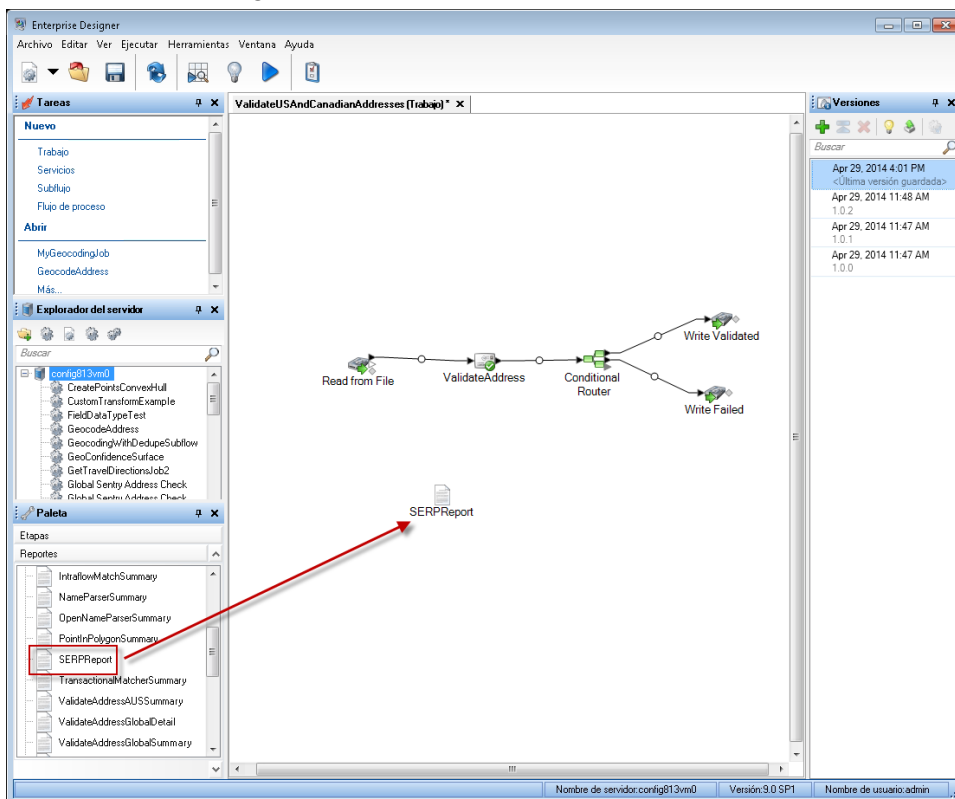 Enterprise Designer
Archivo Editar Ver Ejecutar Herramientas Ventana Ayuda
Tareas
Nuevo
Trabajo
Servicios
Subflujo
Flujo de proceso
Abrir
MyGeocodingJob
GeocodeAddress
Más...
Explorador del servidor
Buscar
config813vm0
CreatePointsConvexHull
CustomTransformExample
FieldDataTypeTest
GeocodeAddress
GeocodingWithDedupeSubflow
GeoConfidenceSurface
GetTravelDirectionsJob2
Global Sentry Address Check
Global Sentry Address Check
Paleta
Etapas
Reportes
IntraflowMatchSummary
NameParserSummary
OpenNameParserSummary
PointInPolygonSummary
SERPReport
TransactionalMatcherSummary
ValidateAddressAUSSummary
ValidateAddressGlobalDetail
ValidateAddressGlobalSummary
ValidateUSAndCanadianAddresses (Trabajo)*
Read from File
ValidateAddress
Conditional
Router
Write Validated
Write Failed
SERPReport
Versiones
Buscar
Apr 29, 2014 4:01 PM
<Última versión guardada>
Apr 29, 2014 11:48 AM
1.0.2
Apr 29, 2014 11:47 AM
1.0.1
Apr 29, 2014 11:47 AM
1.0.0
Nombre de servidor:config813vm0
Versión:9.0 SP1
Nombre de usuario:admin